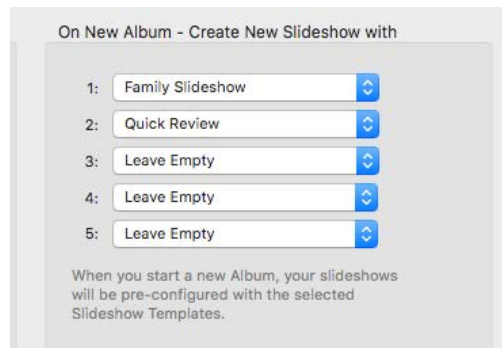 On New Album - Create New Slideshow with
1: Family Slideshow
2: Quick Review
3: Leave Empty
4: Leave Empty
5: Leave Empty
When you start a new Album, your slideshows
will be pre-configured with the selected
Slideshow Templates.